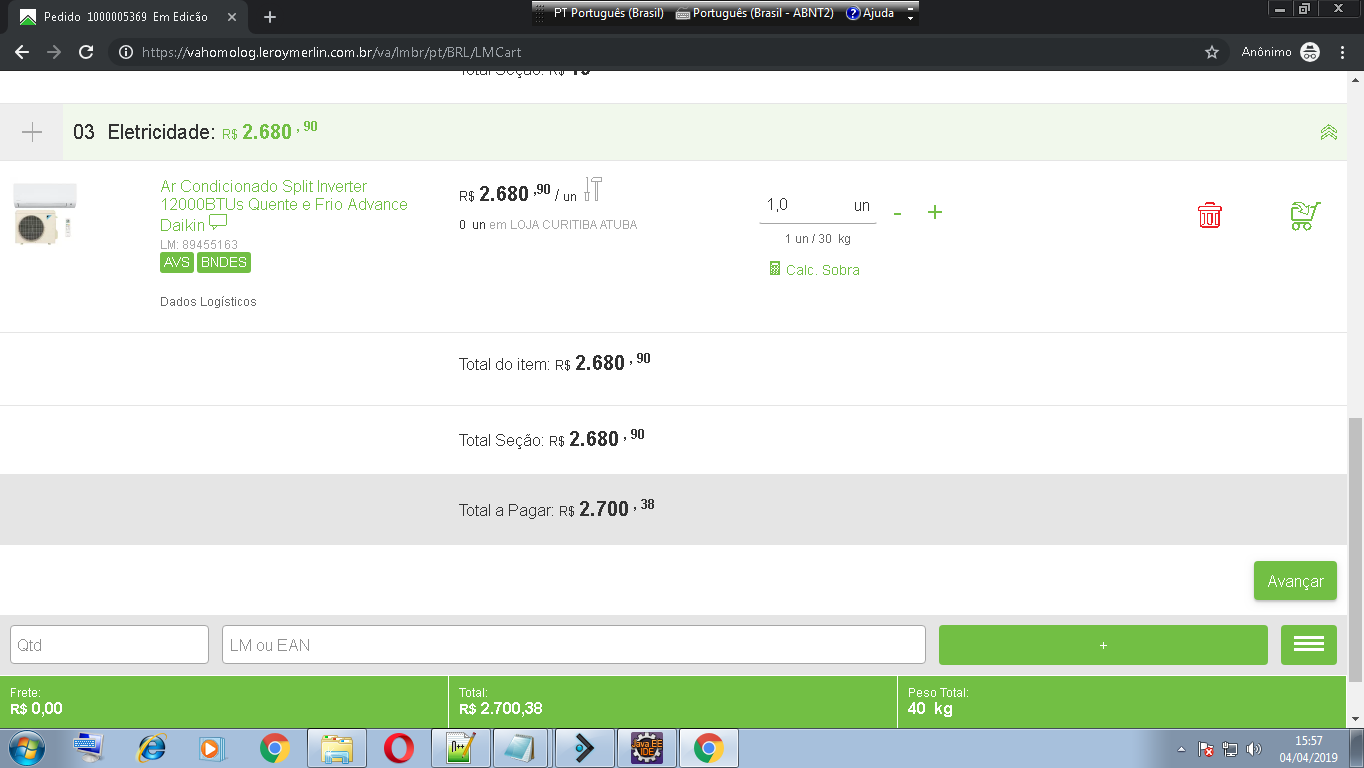 Pedido 1000005369 Em Edicão
PT Português (Brasil) Português (Brasil - ABNT2) Ajuda
https://vahomolog.leroymerlin.com.br/va/lmbr/pt/BRL/LMCart
Anônimo
Total Seção: R$
03 Eletricidade: R$ 2.680 , 90
Ar Condicionado Split Inverter
12000BTUs Quente e Frio Advance
Daikin
LM: 89455163
AVS BNDES
Dados Logísticos
R$ 2.680 ,90 / un
0 un em LOJA CURITIBA ATUBA
1,0 un - +
1 un / 30 kg
Calc. Sobra
Total do item: R$ 2.680 , 90
Total Seção: R$ 2.680 , 90
Total a Pagar: R$ 2.700 , 38
Avançar
Qtd LM ou EAN +
Frete:
R$ 0,00
Total:
R$ 2.700,38
Peso Total:
40 kg
Java EE
IDE
15:57
04/04/2019